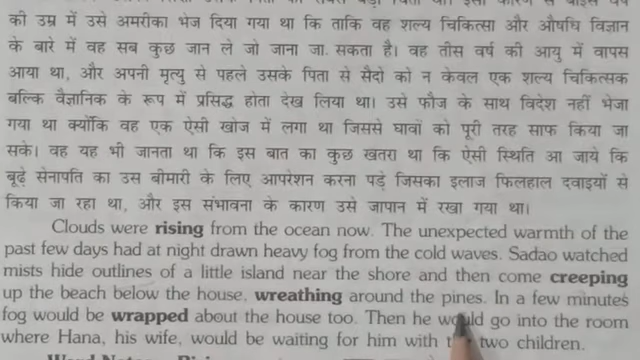 की उम्र में उसे अमरीका भेज दिया गया था कि ताकि वह शल्य चिकित्सा और औषधि विज्ञान
के बारे में वह सब कुछ जान ले जो जाना जा. सकता है। वह तीस वर्ष की आयु में वापस
आया था, और अपनी मृत्यु से पहले उसके पिता से सैदो को न केवल एक शल्य चिकित्सक
बल्कि वैज्ञानिक के रूप में प्रसिद्ध होता देख लिया था। उसे फौज के साथ विदेश नहीं भेजा
गया था क्योंकि वह एक ऐसी खोज में लगा था जिससे घावों को पूरी तरह साफ किया जा
सके। वह यह भी जानता था कि इस बात का कुछ खतरा था कि ऐसी स्थिति आ जाये कि
बूढ़े सेनापति का उस बीमारी के लिए आपरेशन करना पड़े जिसका इलाज फिलहाल दवाइयों से
किया जा रहा था, और इस संभावना के कारण उसे जापान में रखा गया था।
Clouds were rising from the ocean now. The unexpected warmth of the
past few days had at night drawn heavy fog from the cold waves. Sadao watched
mists hide outlines of a little island near the shore and then come creeping
up the beach below the house, wreathing around the pines. In a few minutes
fog would be wrapped about the house too. Then he would go into the room
where Hana, his wife, would be waiting for him with two children.